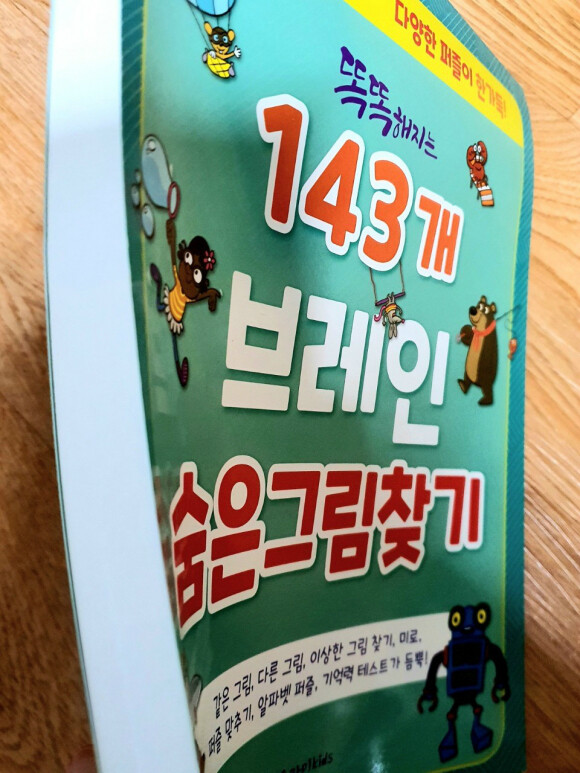 다양한 퍼즐이 한가득!
똑똑해지는
143개
브레인
숨은그림찾기
같은 그림, 다른 그림, 이상한 그림 찾기, 미로,
퍼즐 맞추기, 알파벳 퍼즐, 기억력 테스트가 듬뿍!
kids